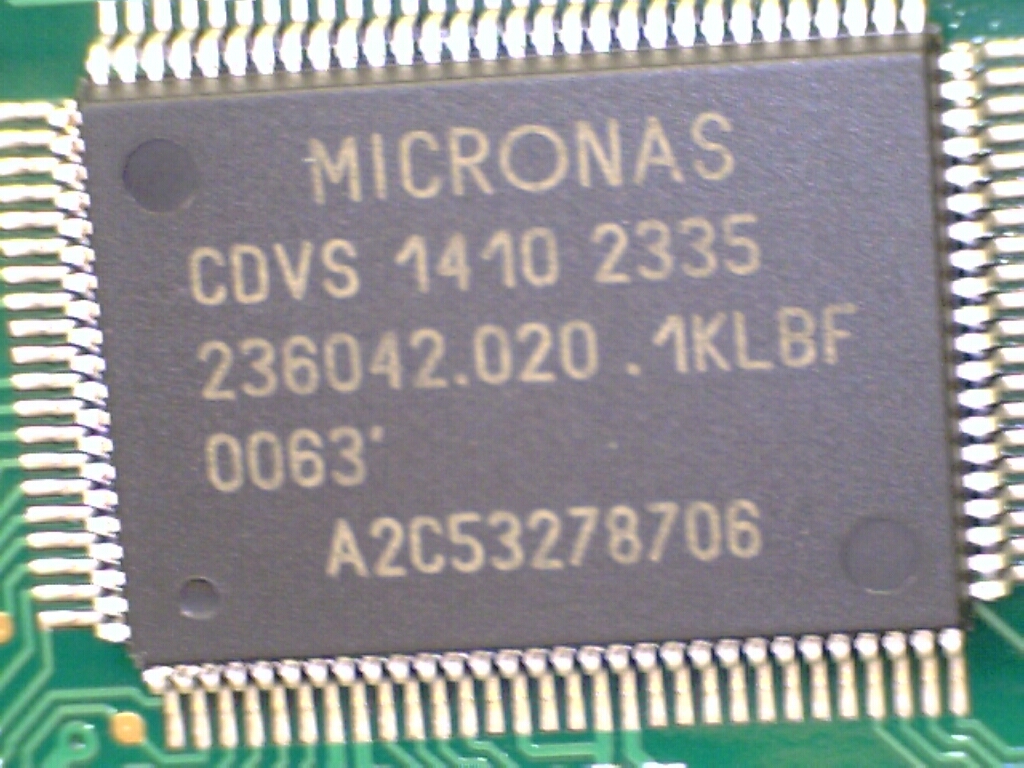 MICRONAS
CDVS 1410 2335
236042.020 .1KLBF
0063'
A2C53278706